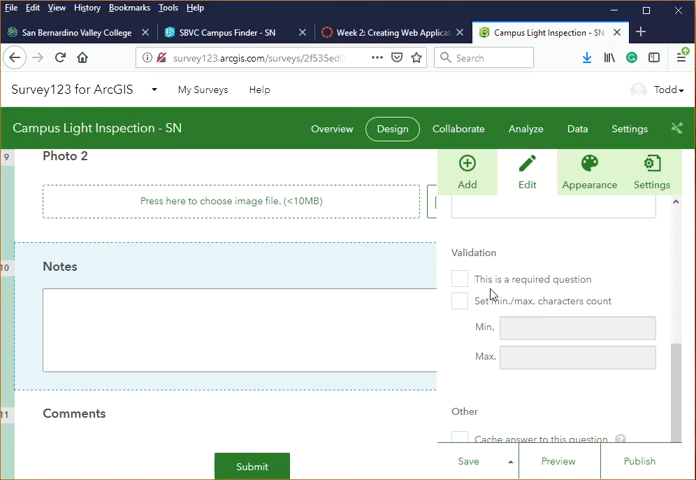 File Edit View History Bookmarks Tools Help
San Bernardino Valley College
SBVC Campus Finder - SN
Week 2: Creating Web Applicat
Campus Light Inspection - SN
survey123.arcgis.com/surveys/2f535ed0
Search
Survey123 for ArcGIS
My Surveys
Help
Todd
Campus Light Inspection - SN
Overview
Design
Collaborate
Analyze
Data
Settings
9
Photo 2
Press here to choose image file. (<10MB)
Add
Edit
Appearance
Settings
10
Notes
Validation
This is a required question
Set min./max. characters count
Min.
Max.
11
Comments
Other
Cache answer to this question
Submit
Save
Preview
Publish